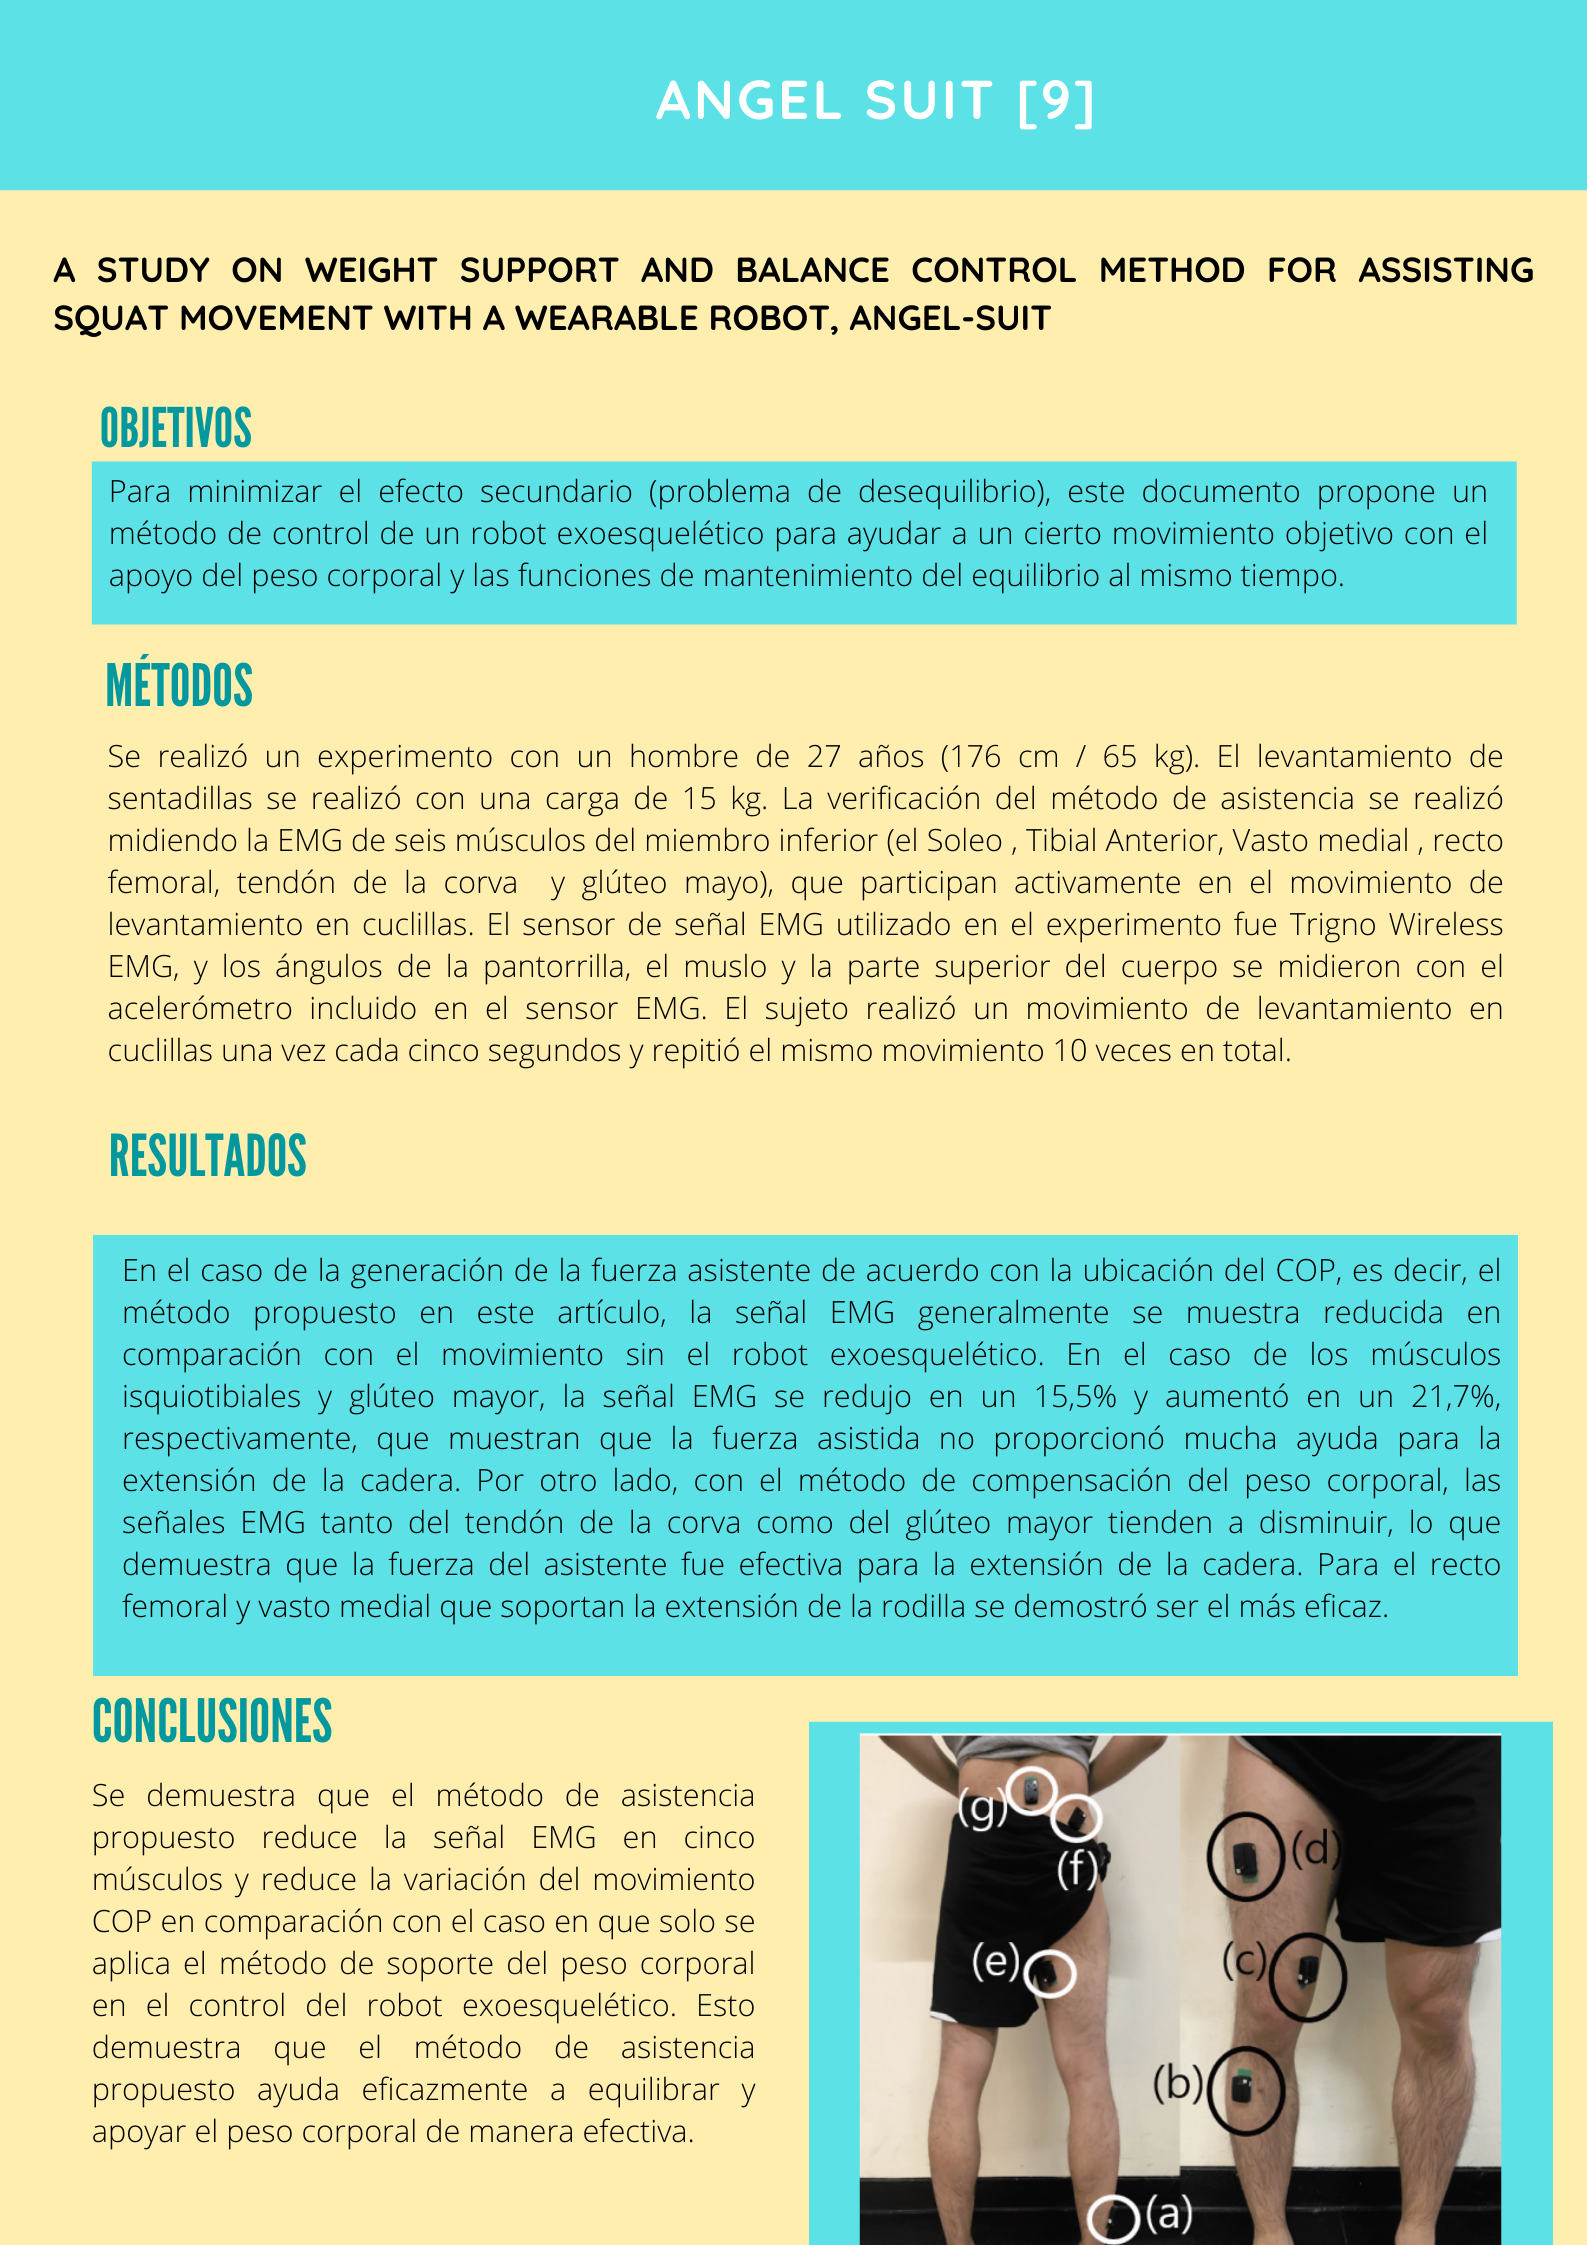 ANGEL SUIT [9]
A STUDY ON WEIGHT SUPPORT AND BALANCE CONTROL METHOD FOR ASSISTING
SQUAT MOVEMENT WITH A WEARABLE ROBOT, ANGEL-SUIT
OBJETIVOS
Para minimizar el efecto secundario (problema de desequilibrio), este documento propone un
método de control de un robot exoesquelético para ayudar a un cierto movimiento objetivo con el
apoyo del peso corporal y las funciones de mantenimiento del equilibrio al mismo tiempo.
MÉTODOS
Se realizó un experimento con un hombre de 27 años (176 cm / 65 kg). El levantamiento de
sentadillas se realizó con una carga de 15 kg. La verificación del método de asistencia se realizó
midiendo la EMG de seis músculos del miembro inferior (el Soleo , Tibial Anterior, Vasto medial , recto
femoral, tendón de la corva y glúteo mayo), que participan activamente en el movimiento de
levantamiento en cuclillas. El sensor de señal EMG utilizado en el experimento fue Trigno Wireless
EMG, y los ángulos de la pantorrilla, el muslo y la parte superior del cuerpo se midieron con el
acelerómetro incluido en el sensor EMG. El sujeto realizó un movimiento de levantamiento en
cuclillas una vez cada cinco segundos y repitió el mismo movimiento 10 veces en total.
RESULTADOS
En el caso de la generación de la fuerza asistente de acuerdo con la ubicación del COP, es decir, el
método propuesto en este artículo, la señal EMG generalmente se muestra reducida en
comparación con el movimiento sin el robot exoesquelético. En el caso de los músculos
isquiotibiales y glúteo mayor, la señal EMG se redujo en un 15,5% y aumentó en un 21,7%,
respectivamente, que muestran que la fuerza asistida no proporcionó mucha ayuda para la
extensión de la cadera. Por otro lado, con el método de compensación del peso corporal, las
señales EMG tanto del tendón de la corva como del glúteo mayor tienden a disminuir, lo que
demuestra que la fuerza del asistente fue efectiva para la extensión de la cadera. Para el recto
femoral y vasto medial que soportan la extensión de la rodilla se demostró ser el más eficaz.
CONCLUSIONES
Se demuestra que el método de asistencia
propuesto reduce la señal EMG en cinco
músculos y reduce la variación del movimiento
COP en comparación con el caso en que solo se
aplica el método de soporte del peso corporal
en el control del robot exoesquelético. Esto
demuestra que el método de asistencia
propuesto ayuda eficazmente a equilibrar y
apoyar el peso corporal de manera efectiva.
(g)
(f)
(d)
(e)
(c)
(b)
(a)